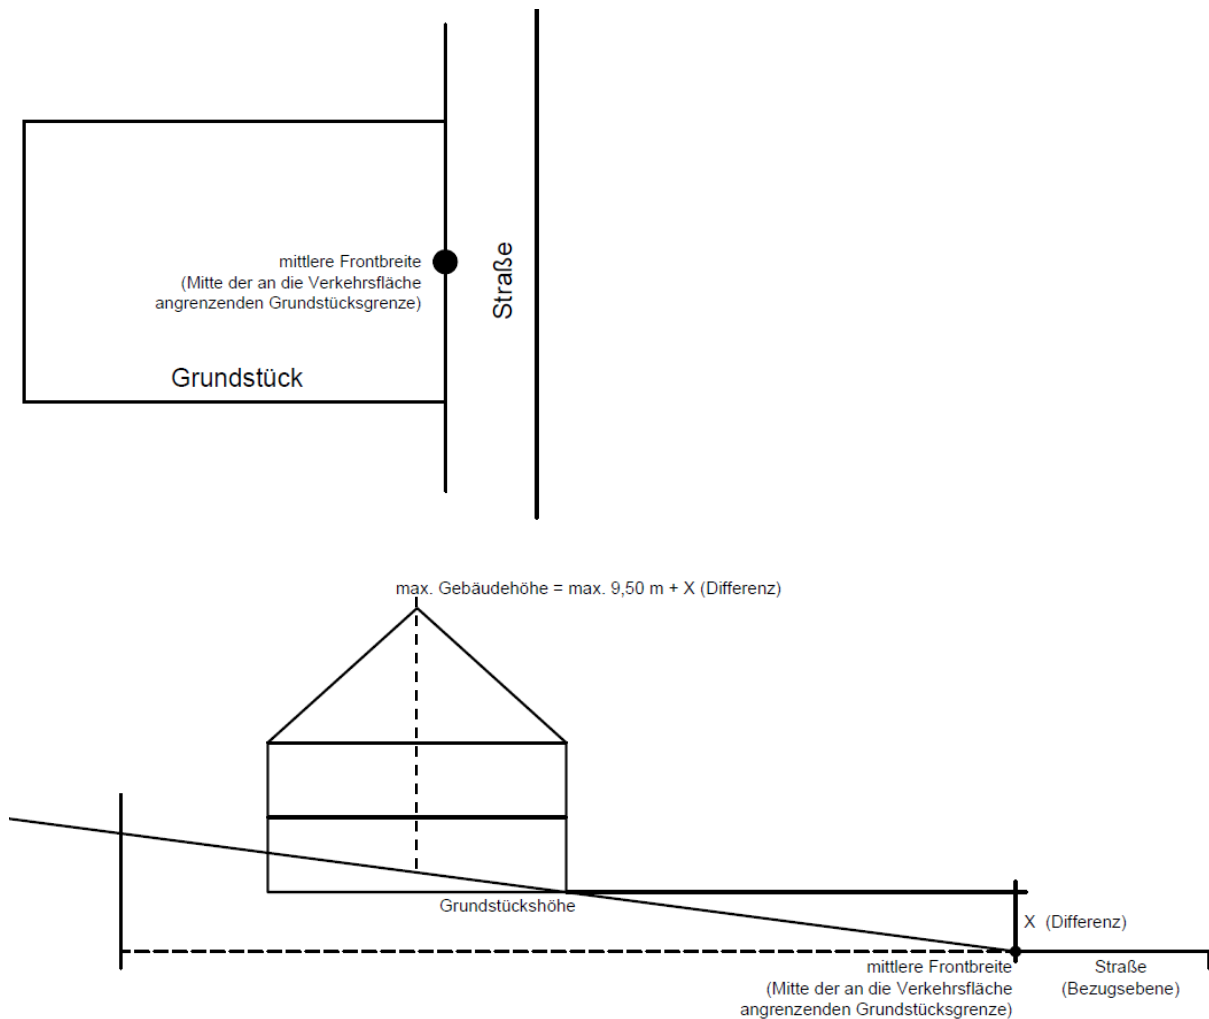 mittlere Frontbreite
(Mitte der an die Verkehrsfläche
angrenzenden Grundstücksgrenze)
Straße
Grundstück
max. Gebäudehöhe = max. 9,50 m + X (Differenz)
Grundstückshöhe
X (Differenz)
mittlere Frontbreite
(Mitte der an die Verkehrsfläche
angrenzenden Grundstücksgrenze)
Straße
(Bezugsebene)